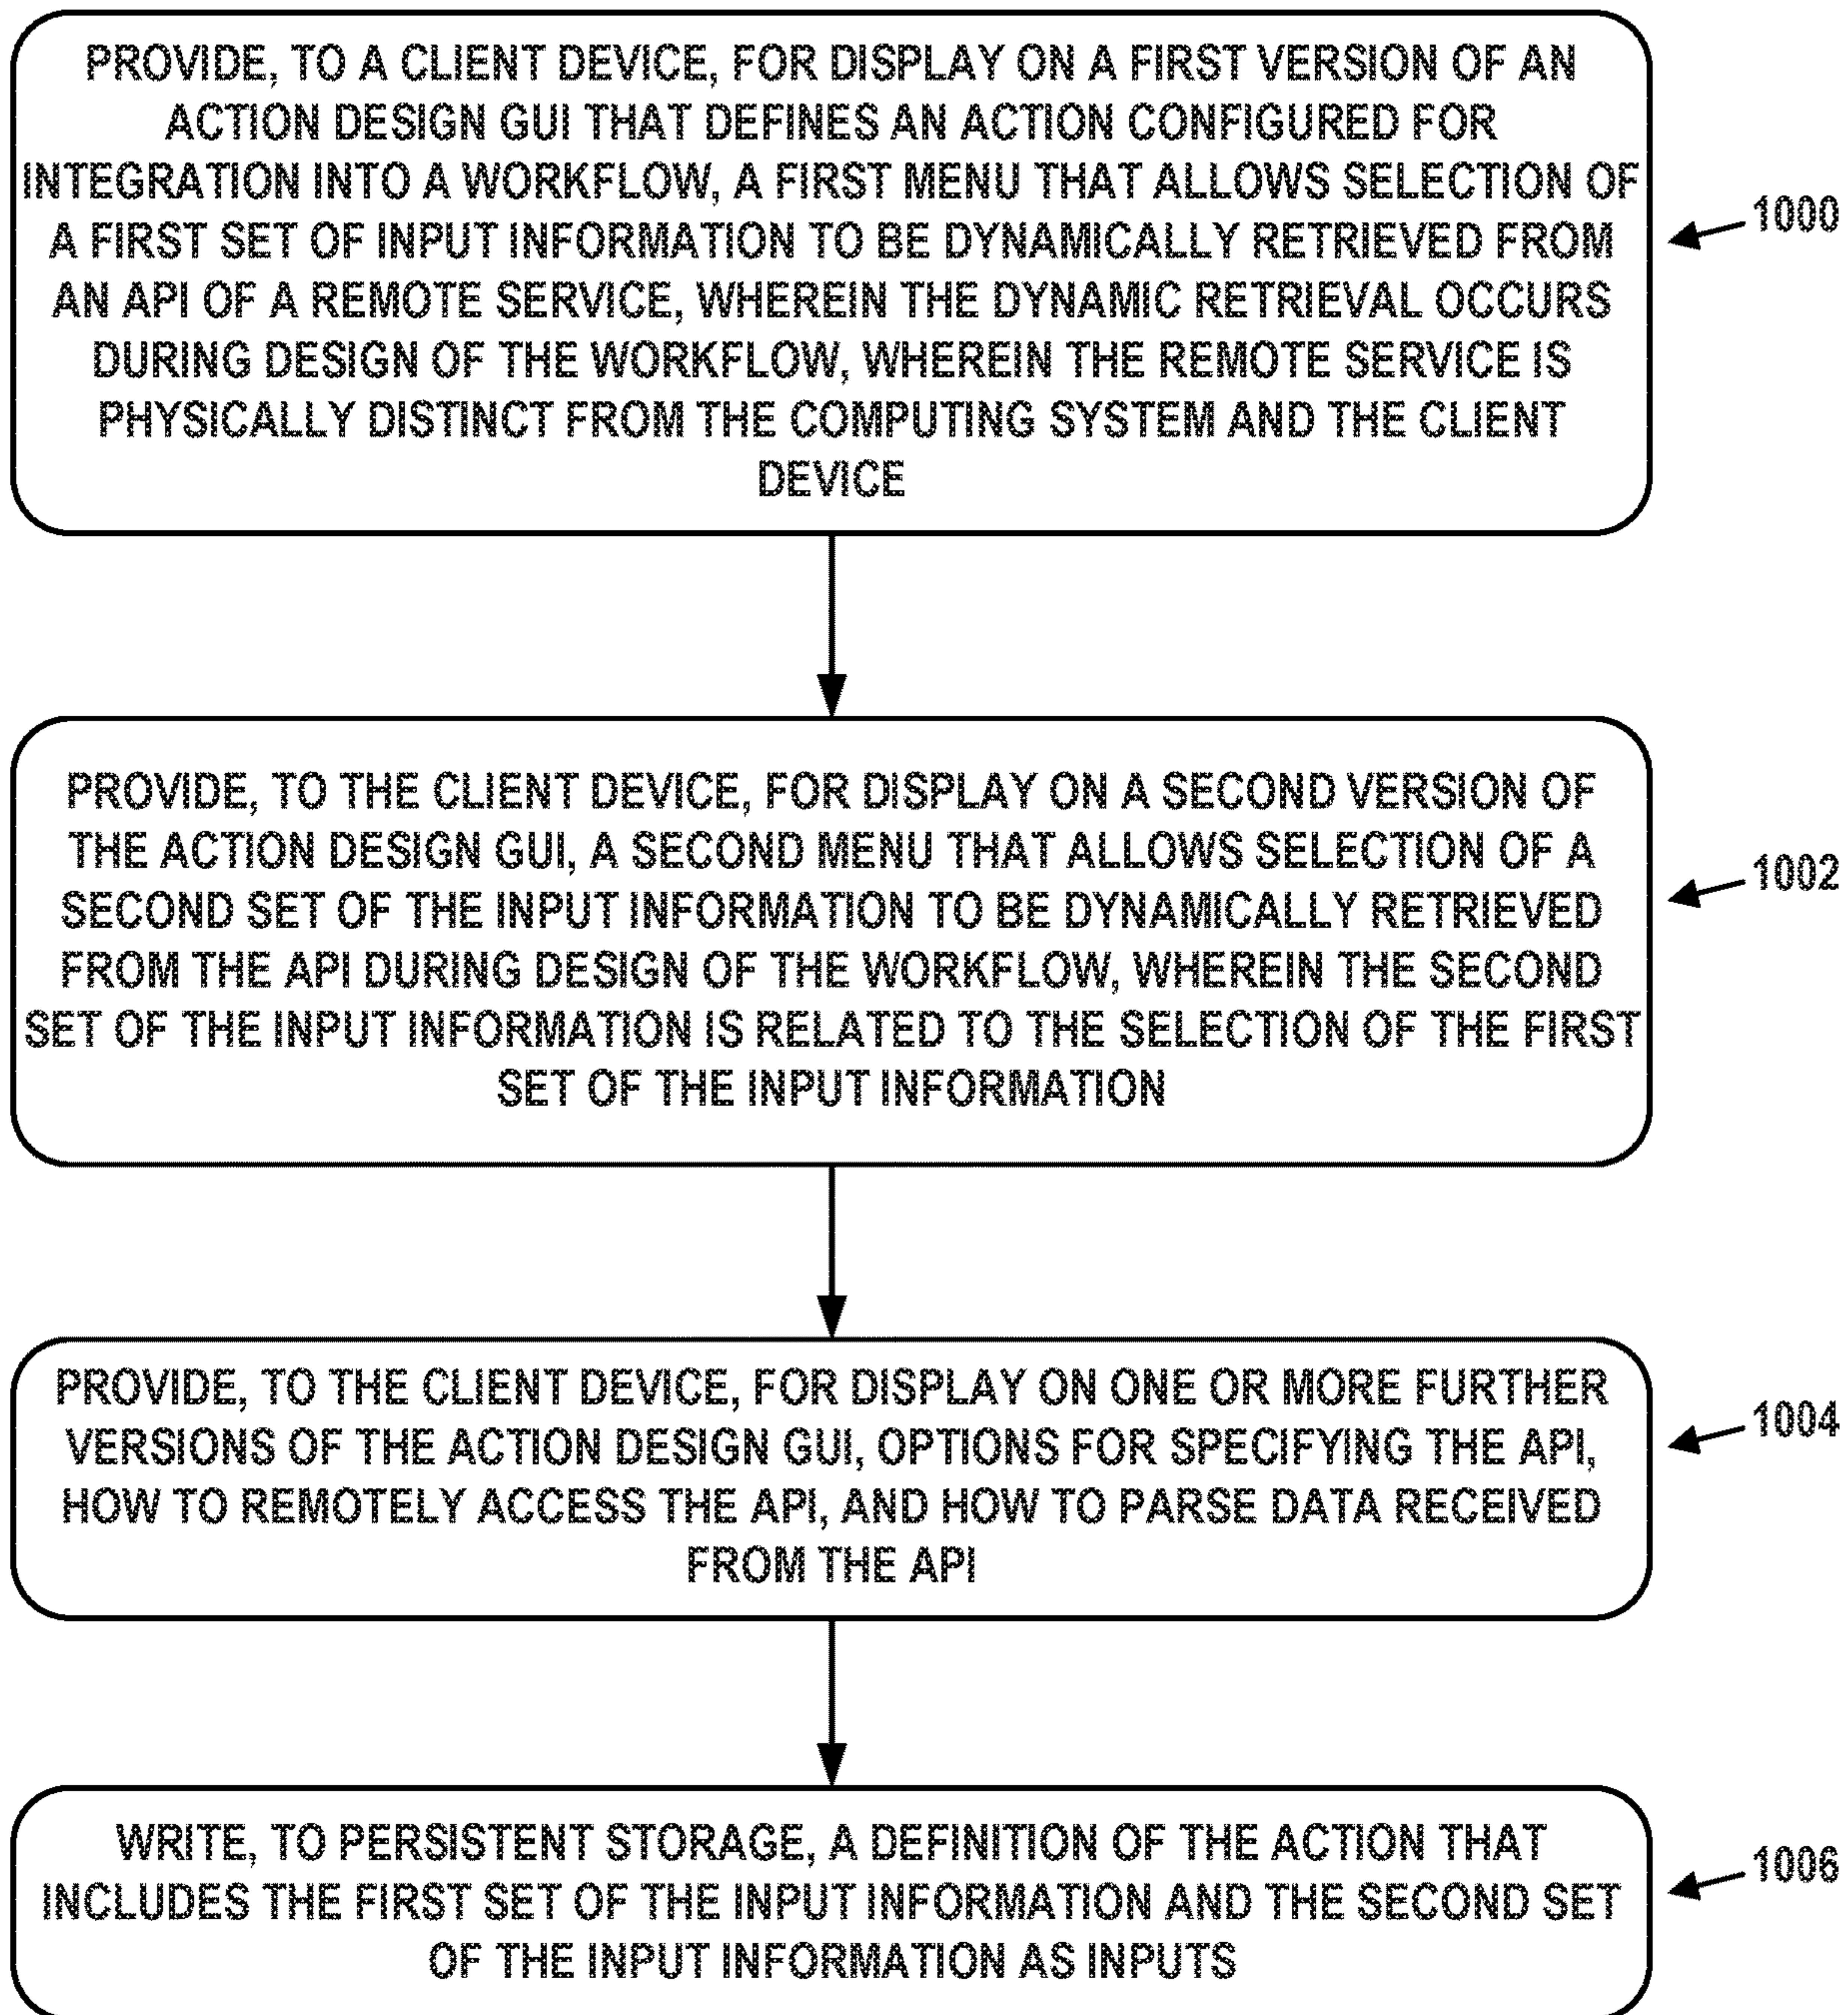 PROVIDE, TO A CLIENT DEVICE, FOR DISPLAY ON A FIRST VERSION OF AN
ACTION DESIGN GUI THAT DEFINES AN ACTION CONFIGURED FOR
INTEGRATION INTO A WORKFLOW, A FIRST MENU THAT ALLOWS SELECTION OF
A FIRST SET OF INPUT INFORMATION TO BE DYNAMICALLY RETRIEVED FROM
AN API OF A REMOTE SERVICE, WHEREIN THE DYNAMIC RETRIEVAL OCCURS
DURING DESIGN OF THE WORKFLOW, WHEREIN THE REMOTE SERVICE IS
PHYSICALLY DISTINCT FROM THE COMPUTING SYSTEM AND THE CLIENT
DEVICE
1000
PROVIDE, TO THE CLIENT DEVICE, FOR DISPLAY ON A SECOND VERSION OF
THE ACTION DESIGN GUI, A SECOND MENU THAT ALLOWS SELECTION OF A
SECOND SET OF THE INPUT INFORMATION TO BE DYNAMICALLY RETRIEVED
FROM THE API DURING DESIGN OF THE WORKFLOW, WHEREIN THE SECOND
SET OF THE INPUT INFORMATION IS RELATED TO THE SELECTION OF THE FIRST
SET OF THE INPUT INFORMATION
1002
PROVIDE, TO THE CLIENT DEVICE, FOR DISPLAY ON ONE OR MORE FURTHER
VERSIONS OF THE ACTION DESIGN GUI, OPTIONS FOR SPECIFYING THE API,
HOW TO REMOTELY ACCESS THE API, AND HOW TO PARSE DATA RECEIVED
FROM THE API
1004
WRITE, TO PERSISTENT STORAGE, A DEFINITION OF THE ACTION THAT
INCLUDES THE FIRST SET OF THE INPUT INFORMATION AND THE SECOND SET
OF THE INPUT INFORMATION AS INPUTS
1006